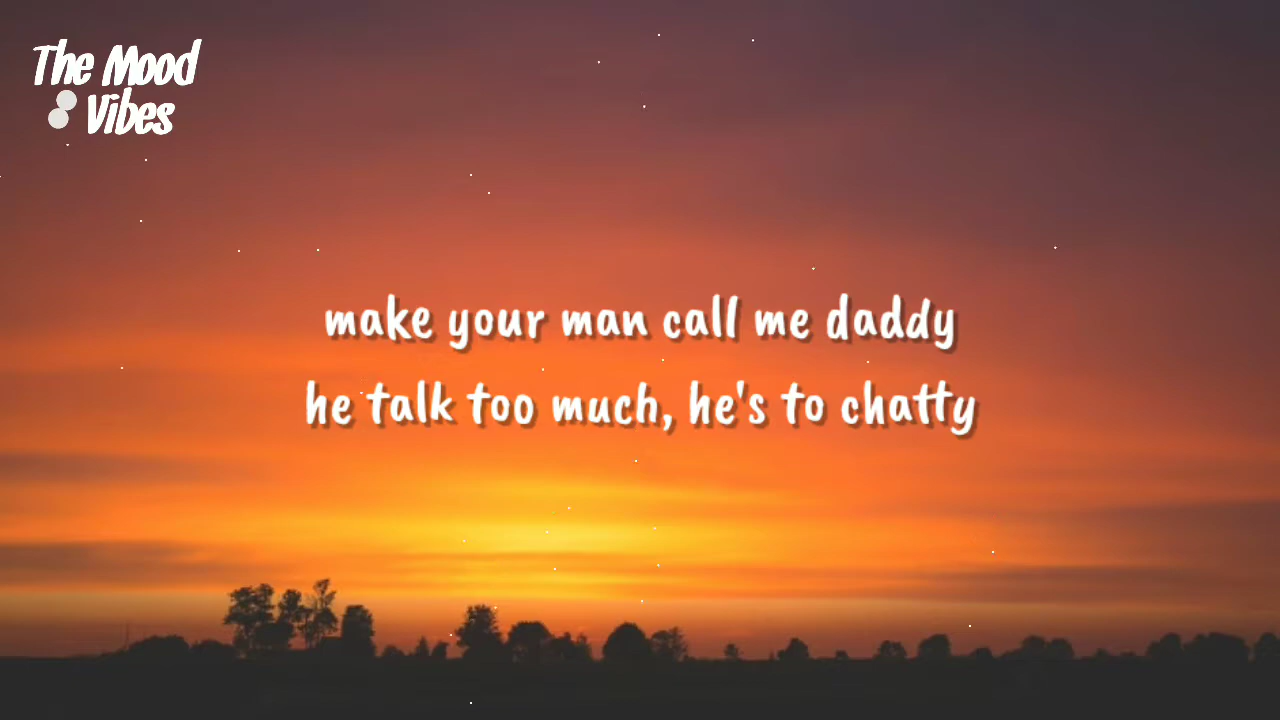 The Mood
Vibes
make your man call me daddy
he talk too much, he's to chatty